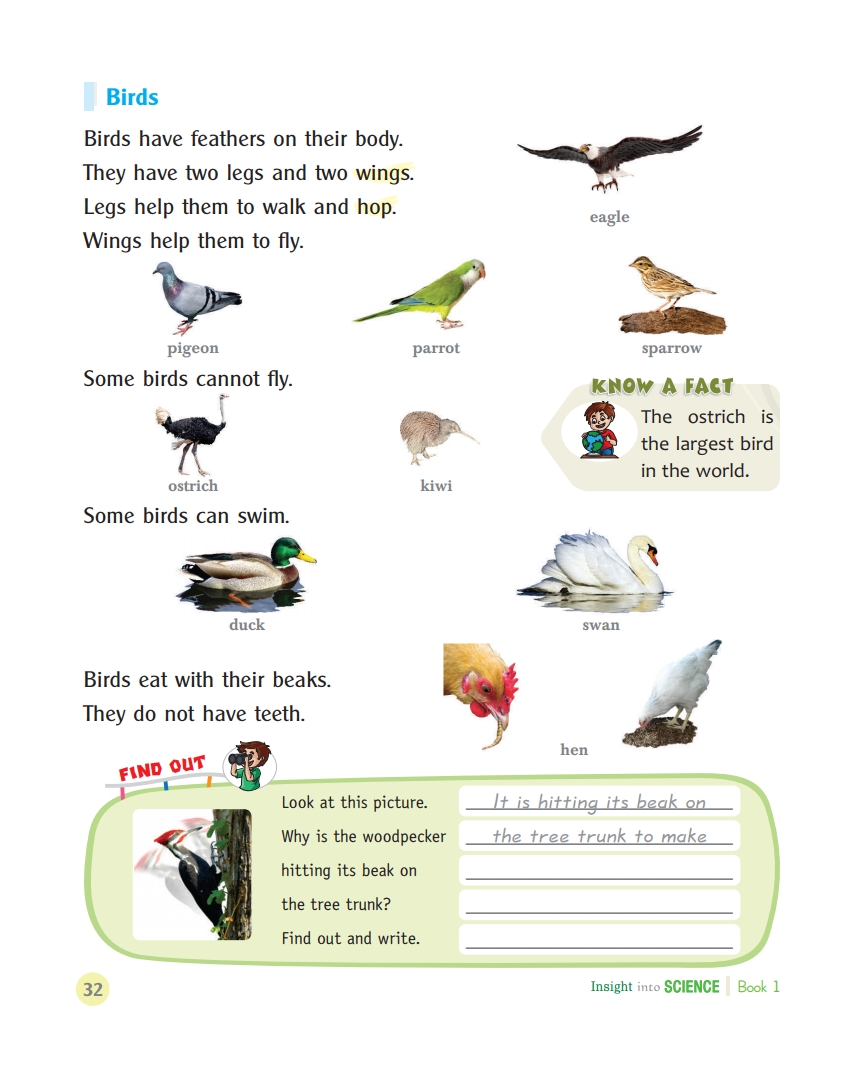 Birds
Birds have feathers on their body.
They have two legs and two wings.
Legs help them to walk and hop.
Wings help them to fly.
eagle
pigeon
parrot
sparrow
Some birds cannot fly.
ostrich
kiwi
KNOW A FACT
The ostrich is
the largest bird
in the world.
Some birds can swim.
duck
swan
Birds eat with their beaks.
They do not have teeth.
hen
FIND OUT
Look at this picture.
Why is the woodpecker
hitting its beak on
the tree trunk?
Find out and write.
It is hitting its beak on
the tree trunk to make
32
Insight into SCIENCE Book 1